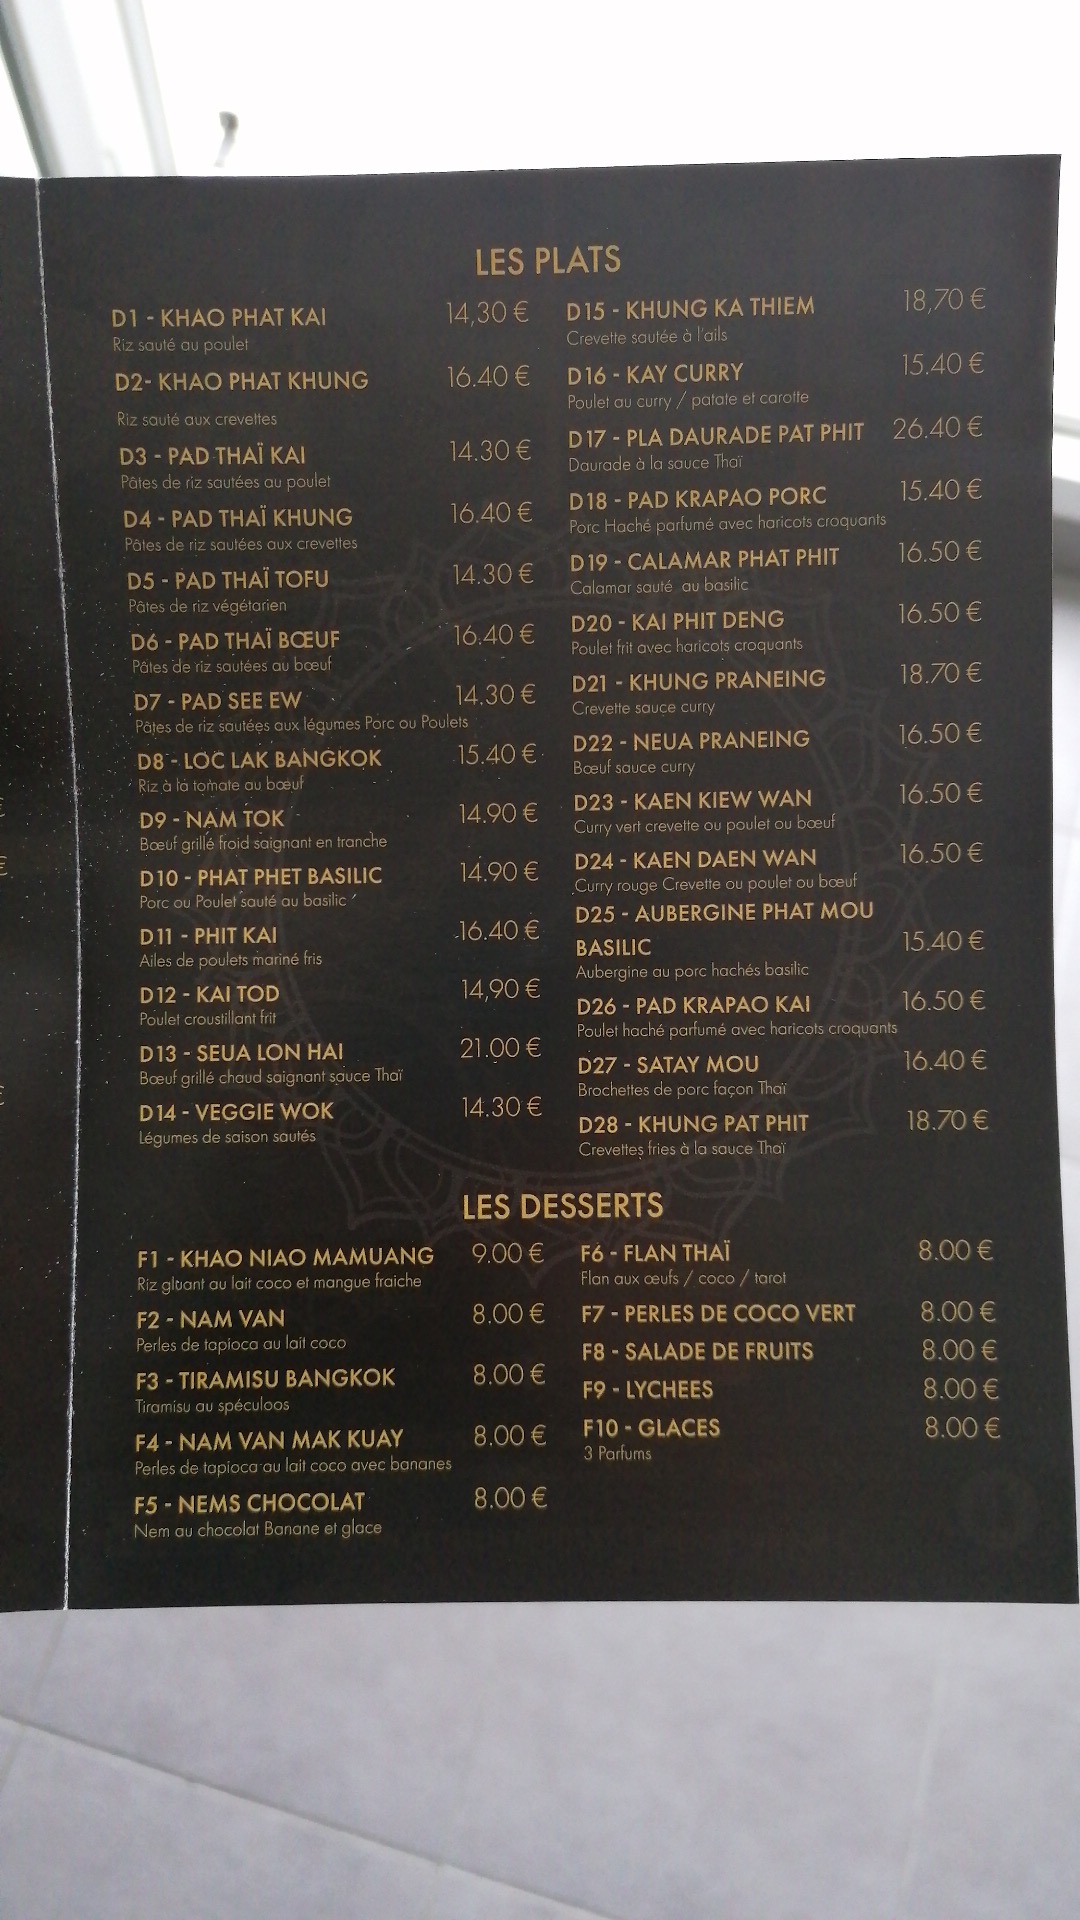 LES PLATS
D1 - KHAO PHAT KAI 14,30 €
Riz sauté au poulet
D2- KHAO PHAT KHUNG 16.40 €
Riz sauté aux crevettes
D3 - PAD THAÏ KAI 14.30 €
Pâtes de riz sautées au poulet
D4 - PAD THAÏ KHUNG 16.40 €
Pâtes de riz sautées aux crevettes
D5 - PAD THAÏ TOFU 14.30 €
Pâtes de riz végétarien
D6 - PAD THAÏ BŒUF 16.40 €
Pâtes de riz sautées au bœuf
D7 - PAD SEE EW 14.30 €
Pâtes de riz sautées aux légumes Porc ou Poulets
D8 - LOC LAK BANGKOK 15.40 €
Riz à la tomate au bœuf
D9 - NAM TOK 14.90 €
Bœuf grillé froid saignant en tranche
D10 - PHAT PHET BASILIC 14.90 €
Porc ou Poulet sauté au basilic
D11 - PHIT KAI 16.40 €
Ailes de poulets mariné fris
D12 - KAI TOD 14,90 €
Poulet croustillant frit
D13 - SEUA LON HAI 21.00 €
Bœuf grillé chaud saignant sauce Thaï
D14 - VEGGIE WOK 14.30 €
Légumes de saison sautés
D15 - KHUNG KA THIEM 18,70 €
Crevette sautée à l'ails
D16 - KAY CURRY 15.40 €
Poulet au curry / patate et carotte
D17 - PLA DAURADE PAT PHIT 26.40 €
Daurade à la sauce Thaï
D18 - PAD KRAPAO PORC 15.40 €
Porc Haché parfumé avec haricots croquants
D19 - CALAMAR PHAT PHIT 16.50 €
Calamar sauté au basilic
D20 - KAI PHIT DENG 16.50 €
Poulet frit avec haricots croquants
D21 - KHUNG PRANEING 18.70 €
Crevette sauce curry
D22 - NEUA PRANEING 16.50 €
Bœuf sauce curry
D23 - KAEN KIEW WAN 16.50 €
Curry vert crevette ou poulet ou bœuf
D24 - KAEN DAEN WAN 16.50 €
Curry rouge Crevette ou poulet ou bœuf
D25 - AUBERGINE PHAT MOU
BASILIC 15.40 €
Aubergine au porc hachés basilic
D26 - PAD KRAPAO KAI 16.50 €
Poulet haché parfumé avec haricots croquants
D27 - SATAY MOU 16.40 €
Brochettes de porc façon Thaï
D28 - KHUNG PAT PHIT 18.70 €
Crevettes fries à la sauce Thaï
LES DESSERTS
F1 - KHAO NIAO MAMUANG 9.00 €
Riz gluant au lait coco et mangue fraiche
F2 - NAM VAN 8.00 €
Perles de tapioca au lait coco
F3 - TIRAMISU BANGKOK 8.00 €
Tiramisu au spéculoos
F4 - NAM VAN MAK KUAY 8.00 €
Perles de tapioca au lait coco avec bananes
F5 - NEMS CHOCOLAT 8.00 €
Nem au chocolat Banane et glace
F6 - FLAN THAÏ 8.00 €
Flan aux œufs / coco / tarot
F7 - PERLES DE COCO VERT 8.00 €
F8 - SALADE DE FRUITS 8.00 €
F9 - LYCHEES 8.00 €
F10 - GLACES 8.00 €
3 Parfums